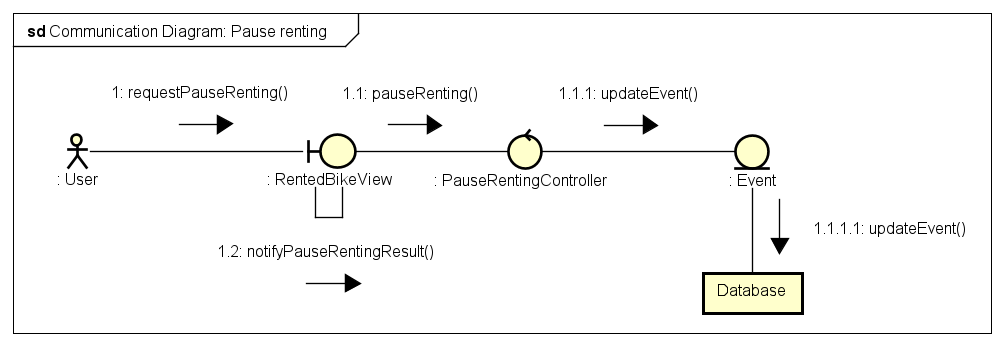 sd Communication Diagram: Pause renting
1: requestPauseRenting()
1.1: pauseRenting()
1.1.1: updateEvent()
: User
: RentedBikeView
: PauseRentingController
: Event
1.1.1.1: updateEvent()
1.2: notifyPauseRentingResult()
Database